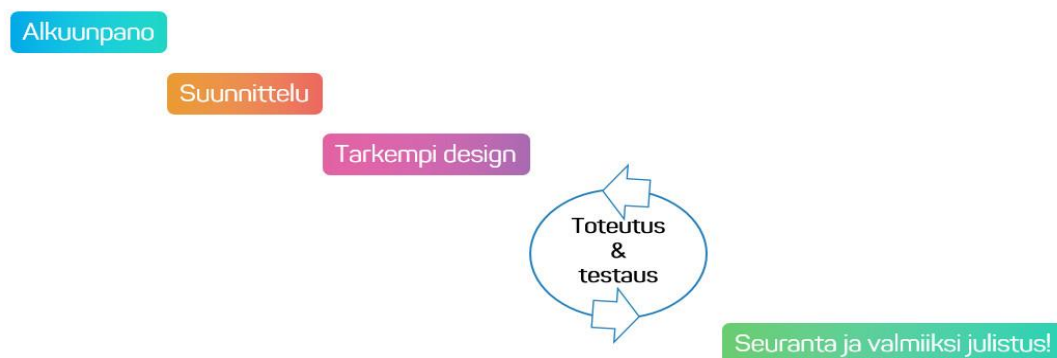 Alkuunpano
Suunnittelu
Tarkempi design
Toteutus
&
testaus
Seuranta ja valmiiksi julistus!